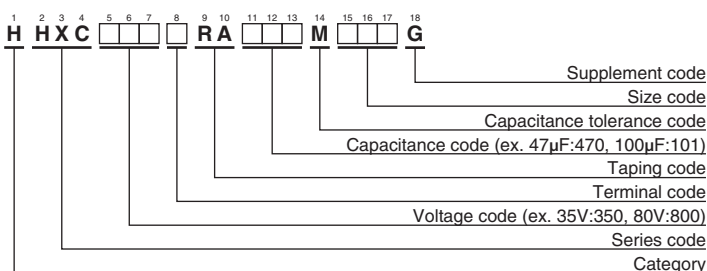 1 2 3 4 5 6 7 8 9 10 11 12 13 14 15 16 17 18
H HXC □□□ □ RA □□□ M □□□ G
Supplement code
Size code
Capacitance tolerance code
Capacitance code (ex. 47µF:470, 100µF:101)
Taping code
Terminal code
Voltage code (ex. 35V:350, 80V:800)
Series code
Category